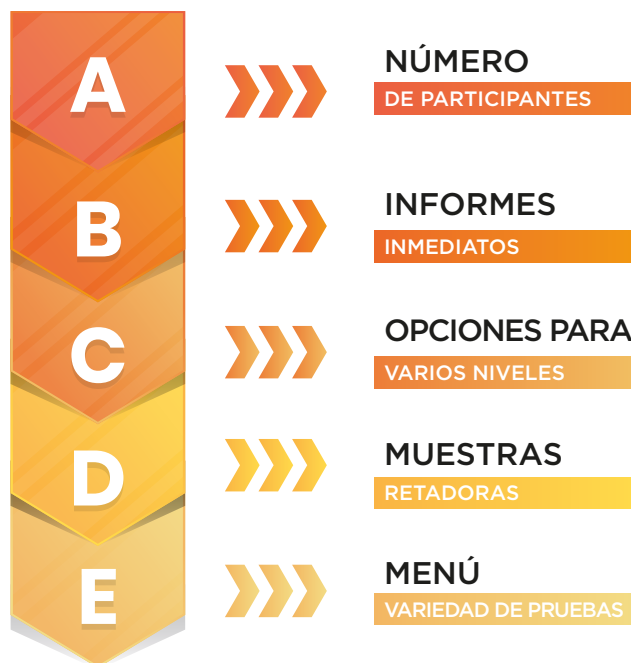 A
NÚMERO
DE PARTICIPANTES
B
INFORMES
INMEDIATOS
C
OPCIONES PARA
VARIOS NIVELES
D
MUESTRAS
RETADORAS
E
MENÚ
VARIEDAD DE PRUEBAS